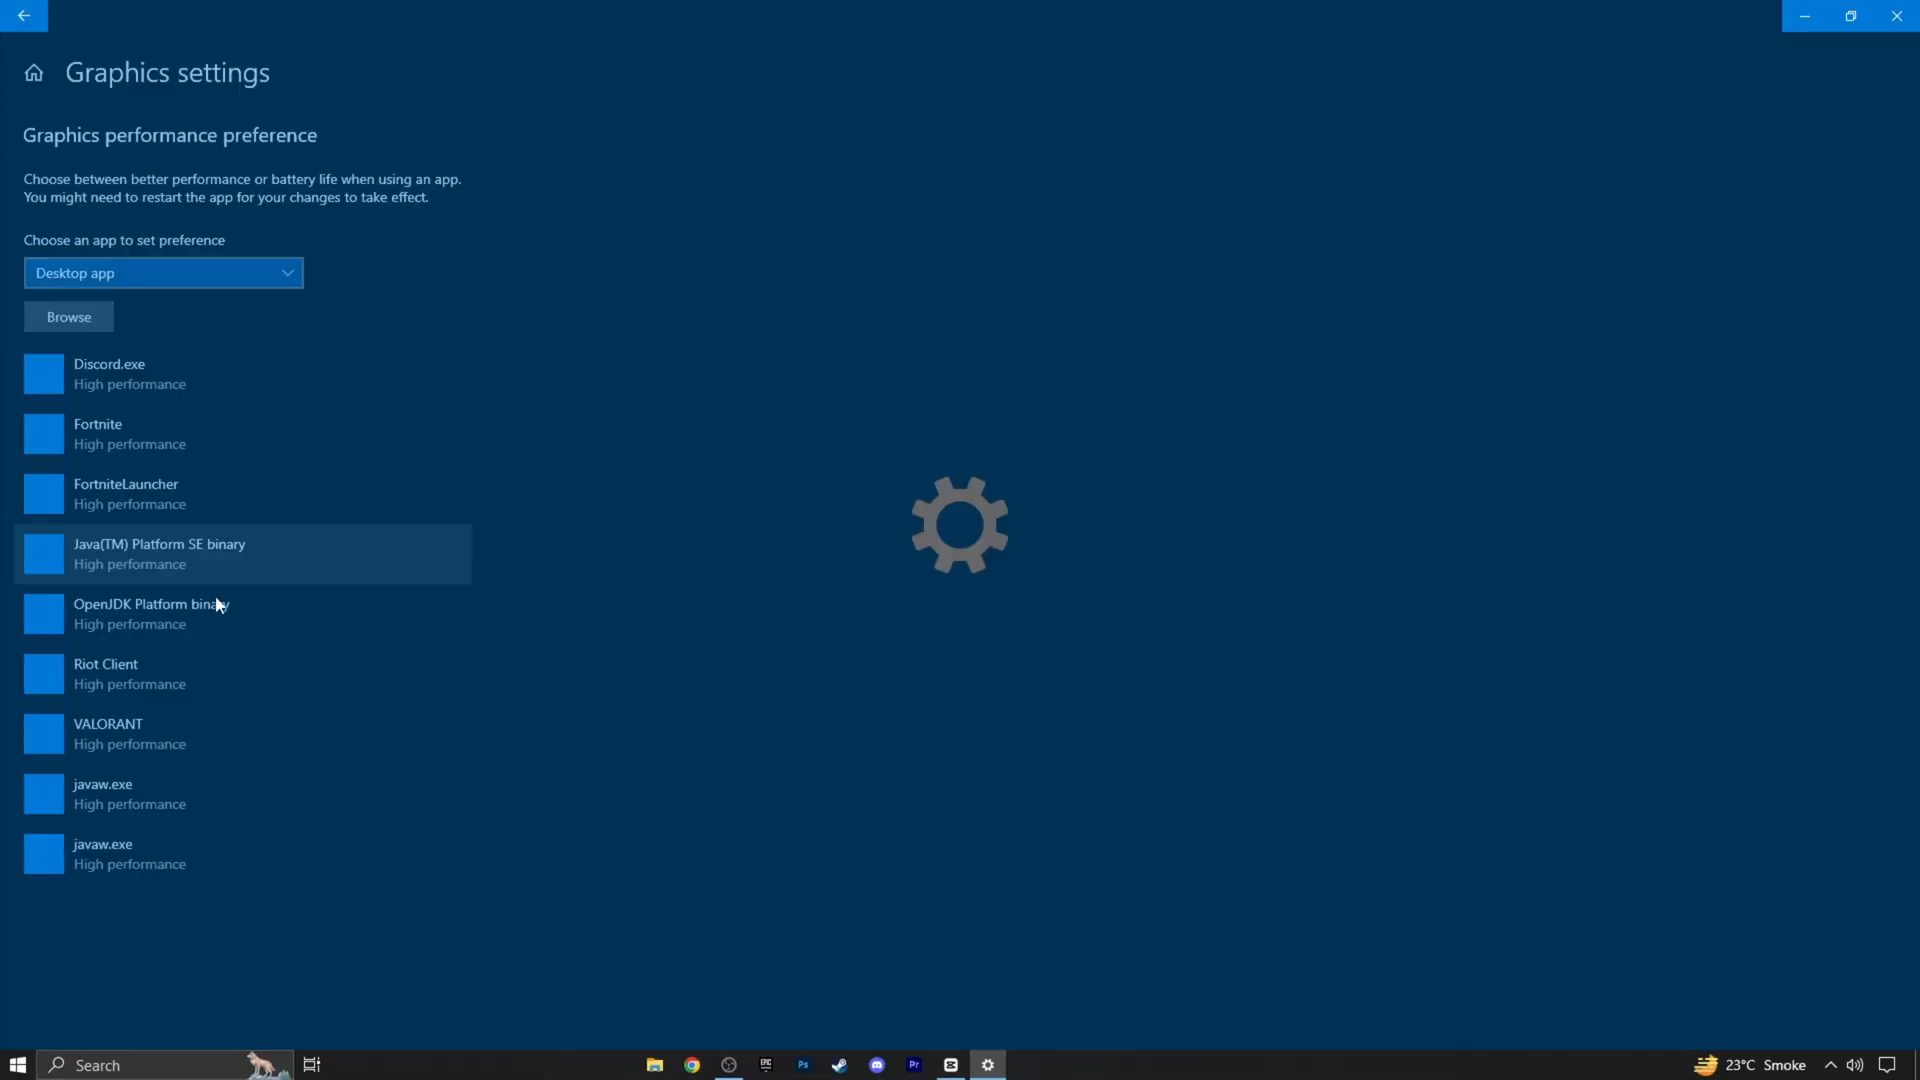 Graphics settings
Graphics performance preference
Choose between better performance or battery life when using an app.
You might need to restart the app for your changes to take effect.
Choose an app to set preference
Desktop app
Browse
Discord.exe
High performance
Fortnite
High performance
FortniteLauncher
High performance
Java(TM) Platform SE binary
High performance
OpenJDK Platform binary
High performance
Riot Client
High performance
VALORANT
High performance
javaw.exe
High performance
javaw.exe
High performance
Search
EPIC
Ps
Pr
23°C Smoke